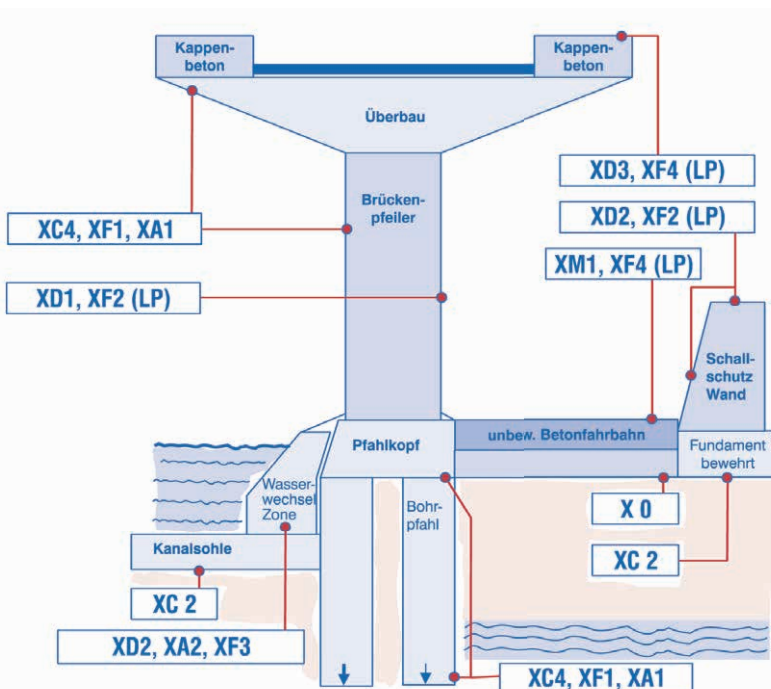 Kappen-
beton
Kappen-
beton
Überbau
XD3, XF4 (LP)
Brücken-
pfeiler
XC4, XF1, XA1
XD2, XF2 (LP)
XM1, XF4 (LP)
XD1, XF2 (LP)
Schall-
schutz
Wand
Pfahlkopf
unbew. Betonfahrbahn
Fundament
bewehrt
Wasser-
wechsel
Zone
Bohr-
pfahl
X 0
Kanalsohle
XC 2
XC 2
XD2, XA2, XF3
XC4, XF1, XA1